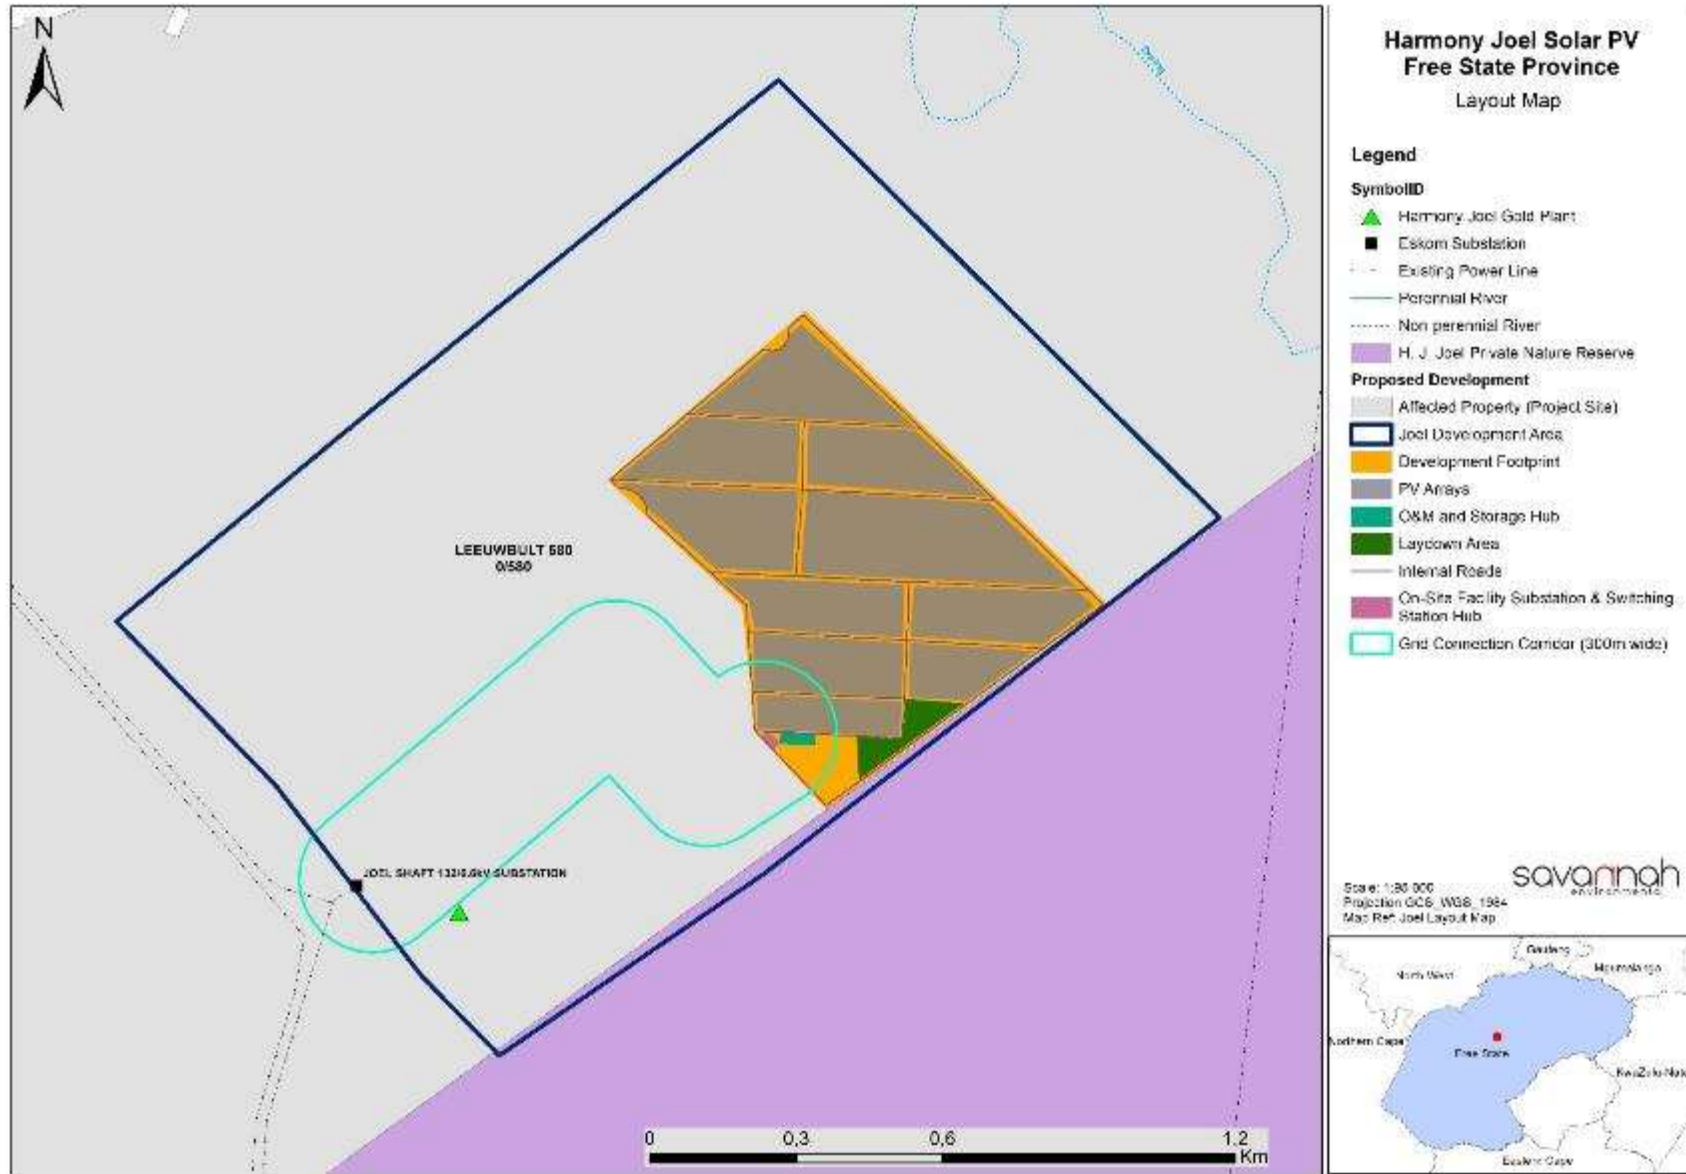 N
LEEUWBULT 580
0/580
JOEL SHAFT 132/6.6kV SUBSTATION
0 0,3 0,6 1,2
Km
Harmony Joel Solar PV
Free State Province
Layout Map
Legend
SymbolID
Harmony Joel Gold Plant
Eskom Substation
Existing Power Line
Perennial River
Non perennial River
H. J. Joel Private Nature Reserve
Proposed Development
Affected Property (Project Site)
Joel Development Area
Development Footprint
PV Arrays
O&M and Storage Hub
Laydown Area
Internal Roads
On-Site Facility Substation & Switching
Station Hub
Grid Connection Corridor (300m wide)
savannah
environmental
Projection GCS_WGS_1984
Map Ref: Joel Layout Map
Gauteng
North West
Mpumalanga
Northern Cape
Free State
KwaZulu-Natal
Eastern Cape